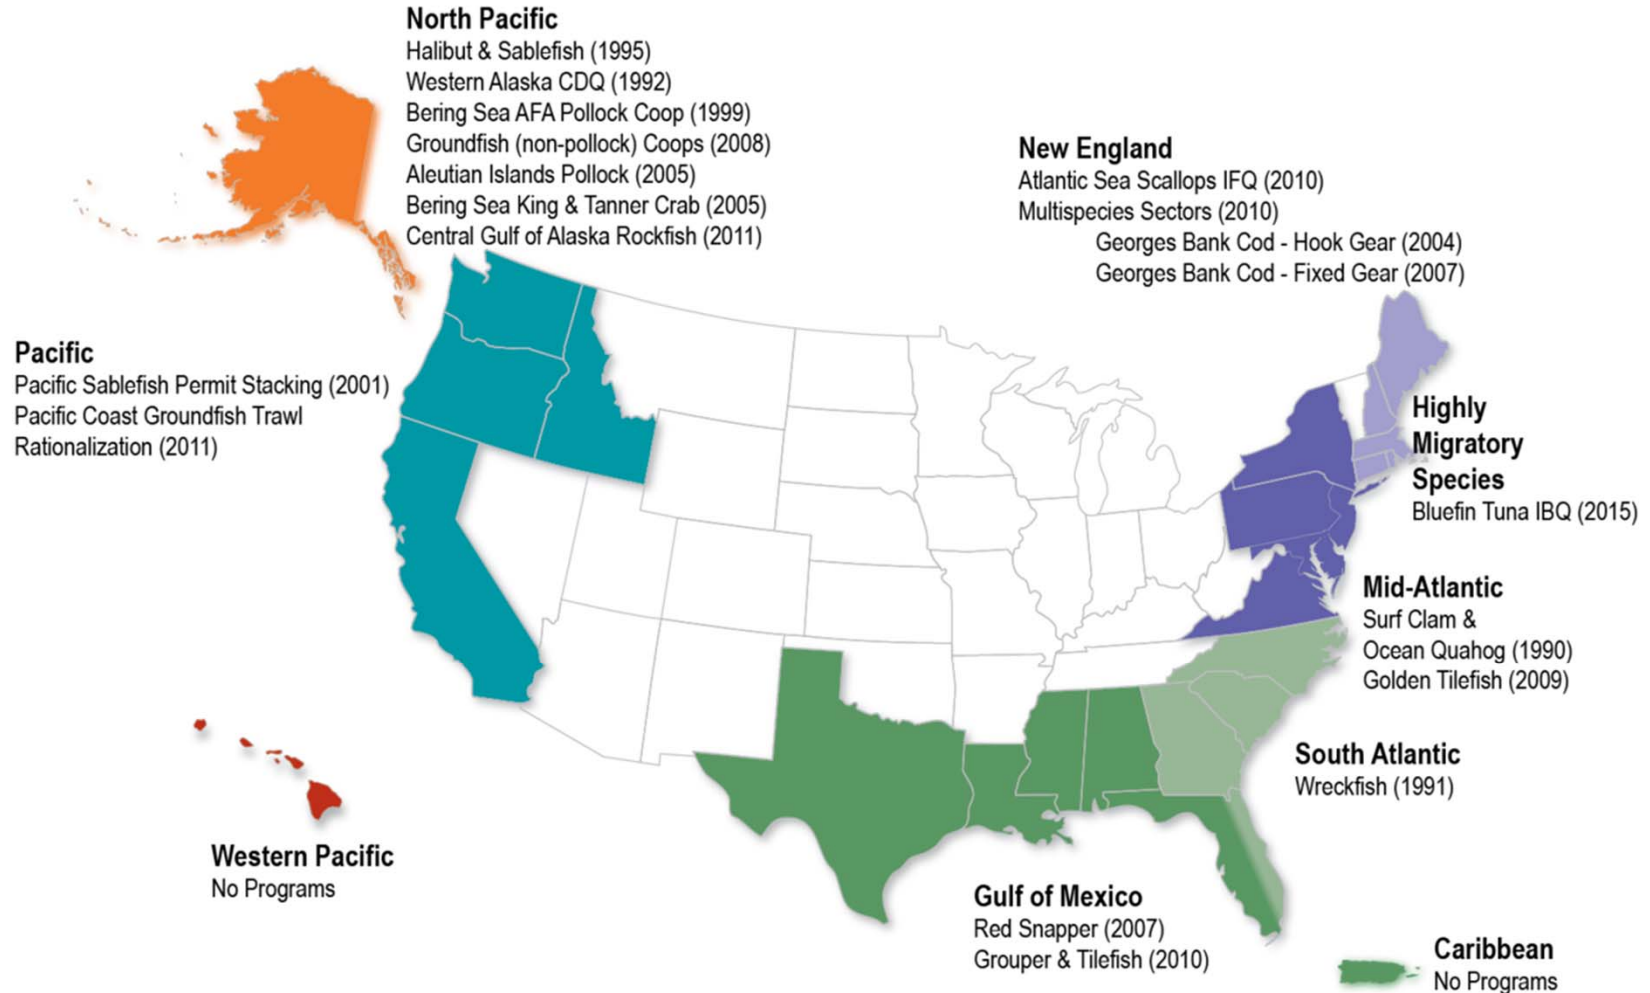 North Pacific
Halibut & Sablefish (1995)
Western Alaska CDQ (1992)
Bering Sea AFA Pollock Coop (1999)
Groundfish (non-pollock) Coops (2008)
Aleutian Islands Pollock (2005)
Bering Sea King & Tanner Crab (2005)
Central Gulf of Alaska Rockfish (2011)
New England
Atlantic Sea Scallops IFQ (2010)
Multispecies Sectors (2010)
Georges Bank Cod - Hook Gear (2004)
Georges Bank Cod - Fixed Gear (2007)
Pacific
Pacific Sablefish Permit Stacking (2001)
Pacific Coast Groundfish Trawl
Rationalization (2011)
Highly
Migratory
Species
Bluefin Tuna IBQ (2015)
Mid-Atlantic
Surf Clam &
Ocean Quahog (1990)
Golden Tilefish (2009)
South Atlantic
Wreckfish (1991)
Western Pacific
No Programs
Gulf of Mexico
Red Snapper (2007)
Grouper & Tilefish (2010)
Caribbean
No Programs